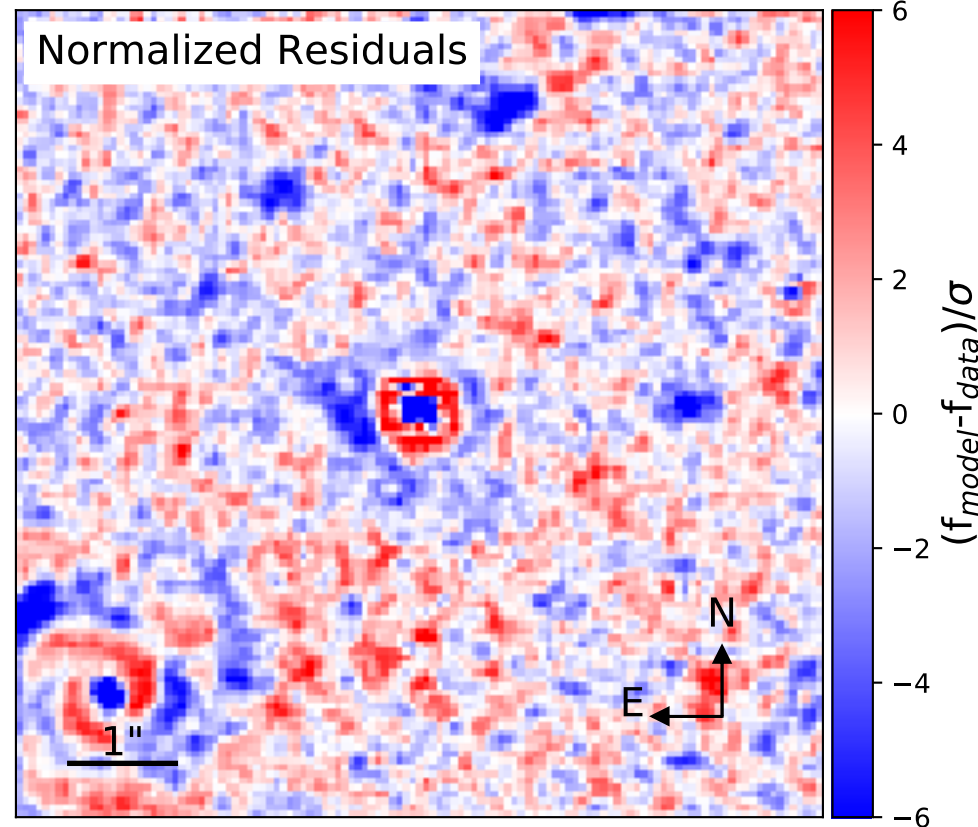 Normalized Residuals
6
4
2
0
−2
−4
−6
(f_model-f_data)/σ
N
E
1"